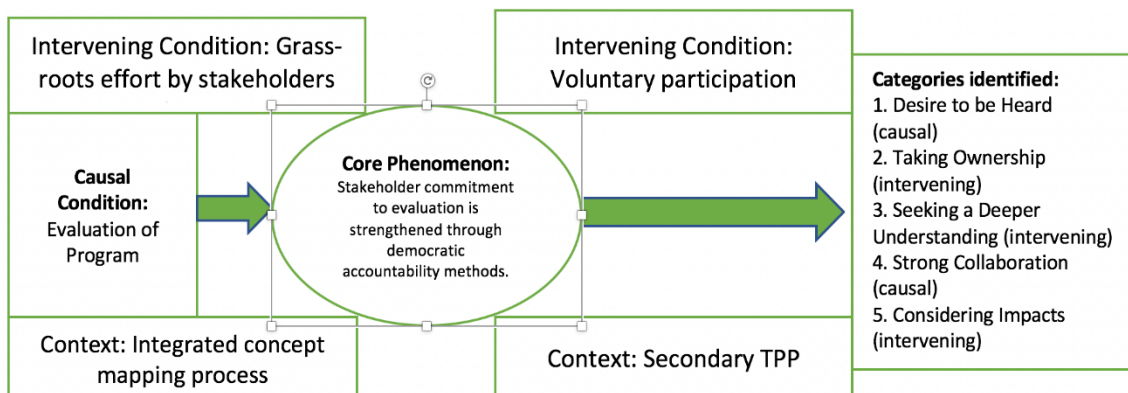 Intervening Condition: Grass-
roots effort by stakeholders
Intervening Condition:
Voluntary participation
Causal
Condition:
Evaluation of
Program
Core Phenomenon:
Stakeholder commitment
to evaluation is
strengthened through
democratic
accountability methods.
Categories identified:
1. Desire to be Heard
(causal)
2. Taking Ownership
(intervening)
3. Seeking a Deeper
Understanding (intervening)
4. Strong Collaboration
(causal)
5. Considering Impacts
(intervening)
Context: Integrated concept
mapping process
Context: Secondary TPP